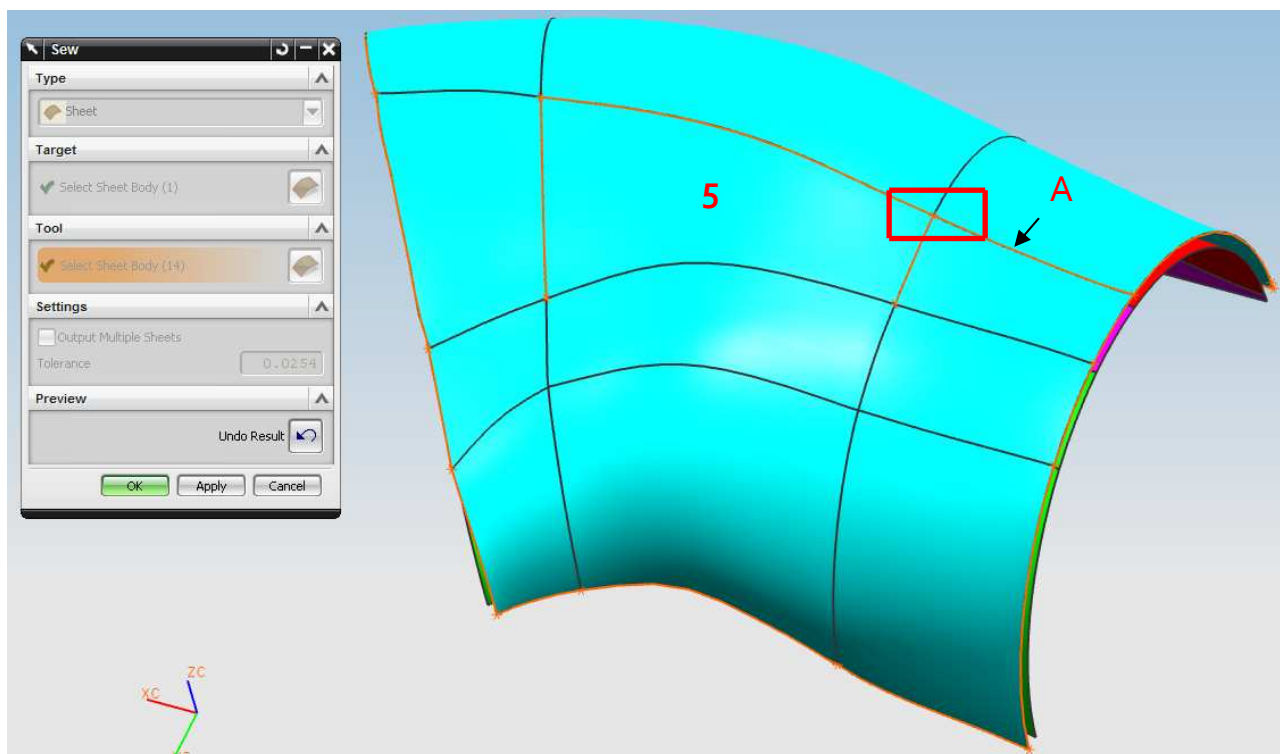 Sew
Type
Sheet
Target
Select Sheet Body (1)
Tool
Select Sheet Body (14)
Settings
Output Multiple Sheets
Tolerance 0.0254
Preview
Undo Result
OK Apply Cancel
5
A
ZC
XC